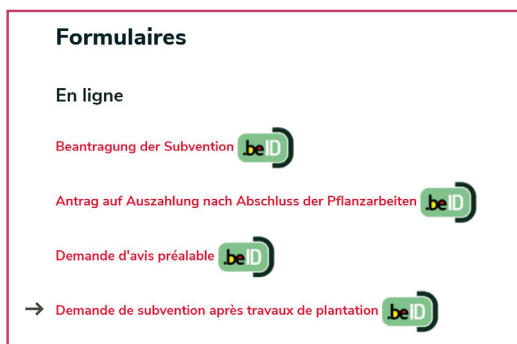 Formulaires
En ligne
Beantragung der Subvention .beID
Antrag auf Auszahlung nach Abschluss der Pflanzarbeiten .beID
Demande d'avis préalable .beID
→ Demande de subvention après travaux de plantation .beID